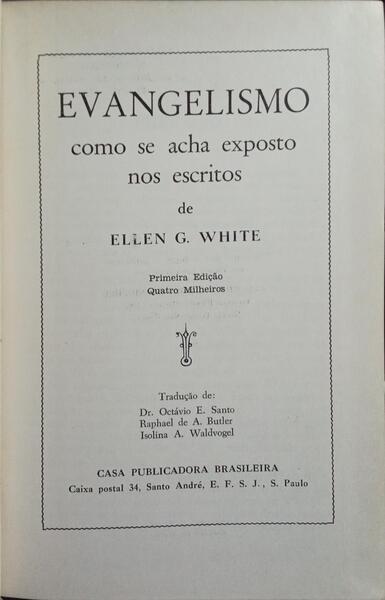 EVANGELISMO
como se acha exposto
nos escritos
de
ELLEN G. WHITE
Primeira Edição
Quatro Milheiros
Tradução de:
Dr. Octávio E. Santo
Raphael de A. Butler
Isolina A. Waldvogel
CASA PUBLICADORA BRASILEIRA
Caixa postal 34, Santo André, E. F. S. J., S. Paulo